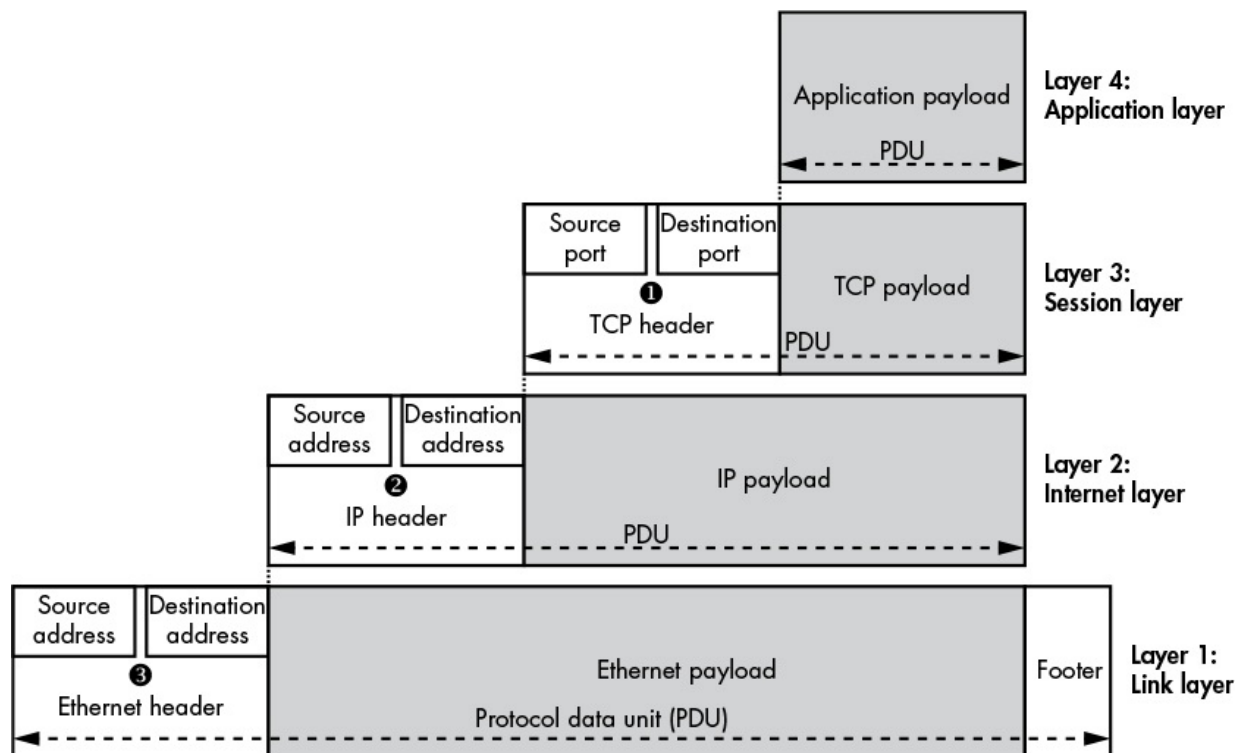 Application payload
PDU
Layer 4:
Application layer
Source
port
Destination
port
❶
TCP header
TCP payload
PDU
Layer 3:
Session layer
Source
address
Destination
address
❷
IP header
IP payload
PDU
Layer 2:
Internet layer
Source
address
Destination
address
❸
Ethernet header
Ethernet payload
Protocol data unit (PDU)
Footer
Layer 1:
Link layer